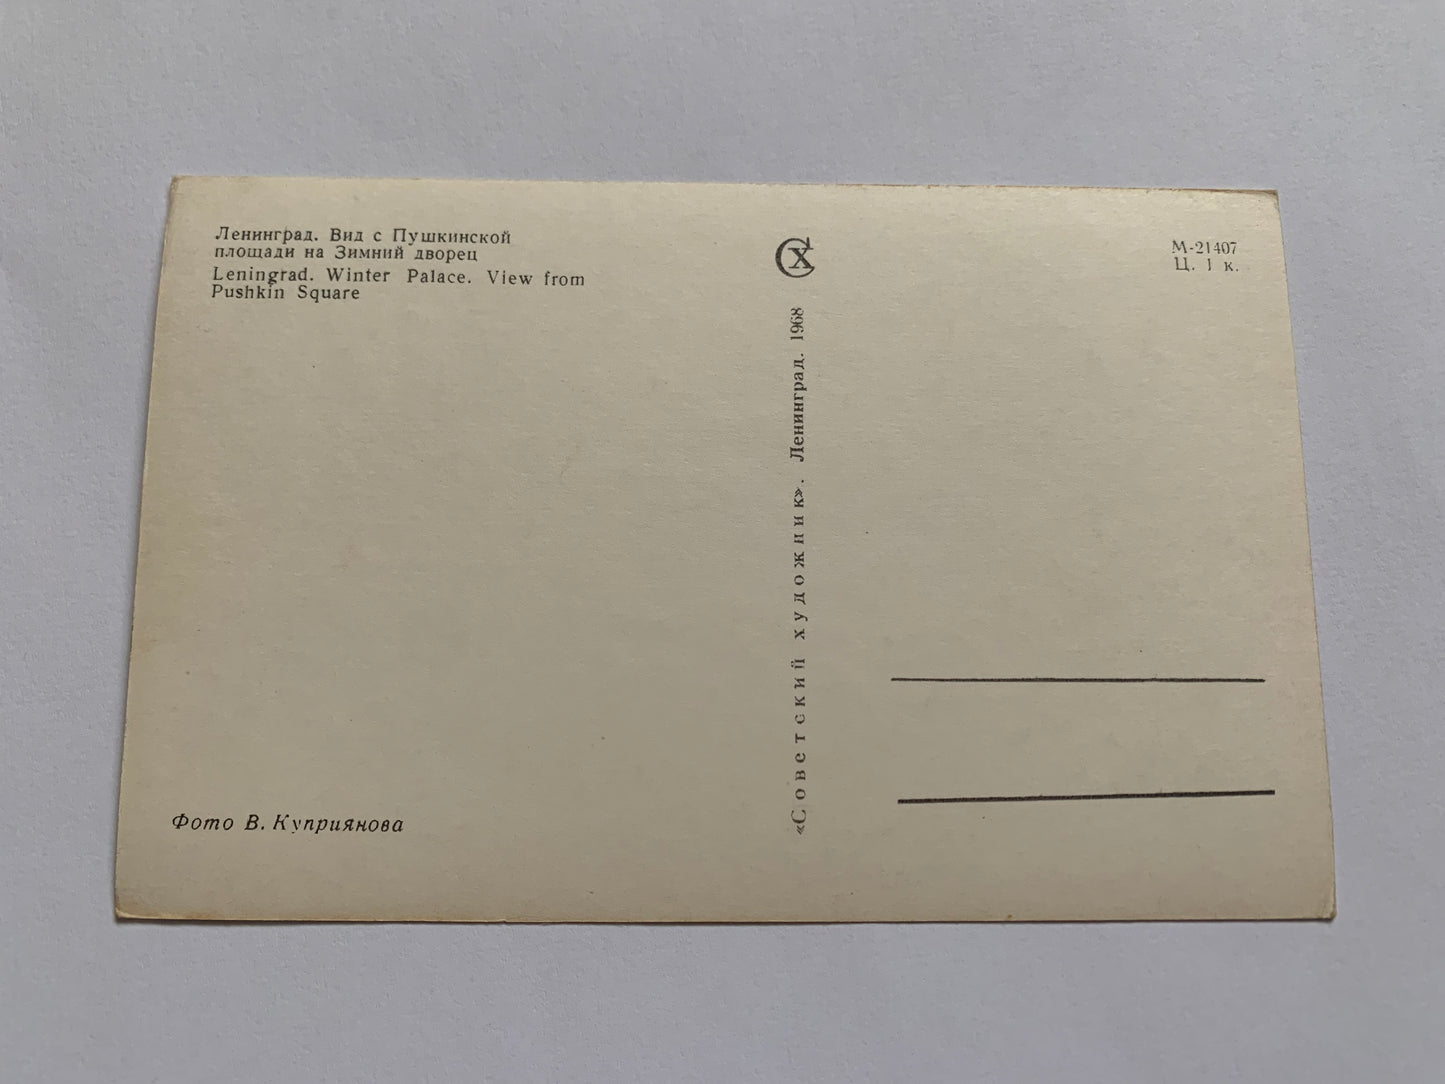 Ленинград. Вид с Пушкинской
площади на Зимний дворец
Leningrad. Winter Palace. View from
Pushkin Square
Фото В. Куприянова
СХ
«Советский художник». Ленинград. 1968
М-21407
Ц. 1 к.